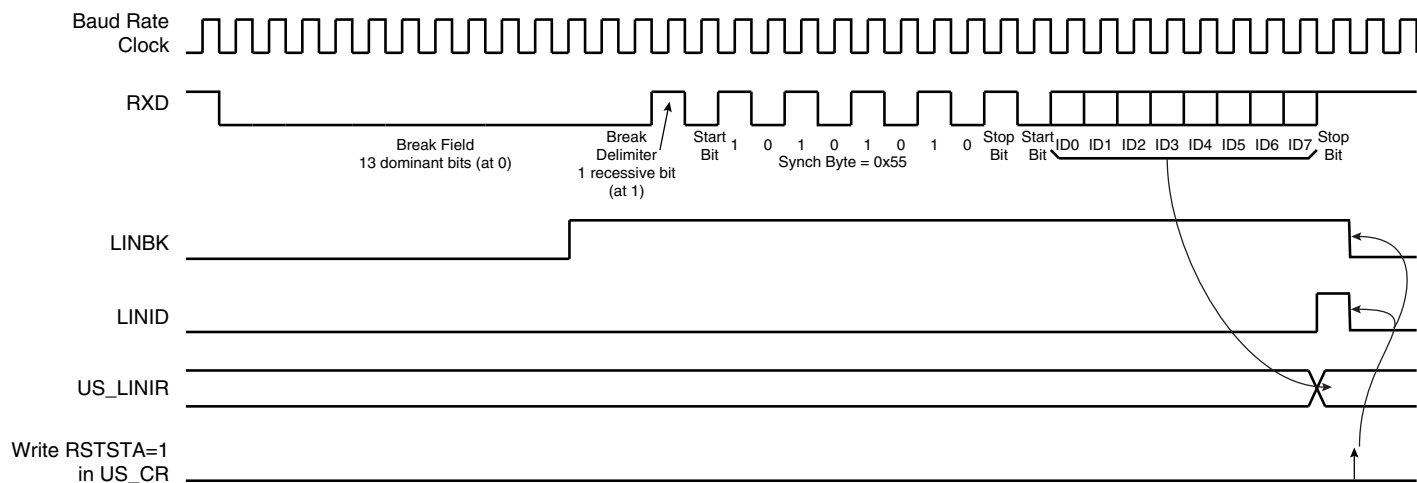 Baud Rate
Clock
RXD
Break Field
13 dominant bits (at 0)
Break
Delimiter
1 recessive bit
(at 1)
Start
Bit
1 0 1 0 1 0 1 0
Synch Byte = 0x55
Stop
Bit
Start
Bit
ID0 ID1 ID2 ID3 ID4 ID5 ID6 ID7
Stop
Bit
LINBK
LINID
US_LINIR
Write RSTSTA=1
in US_CR